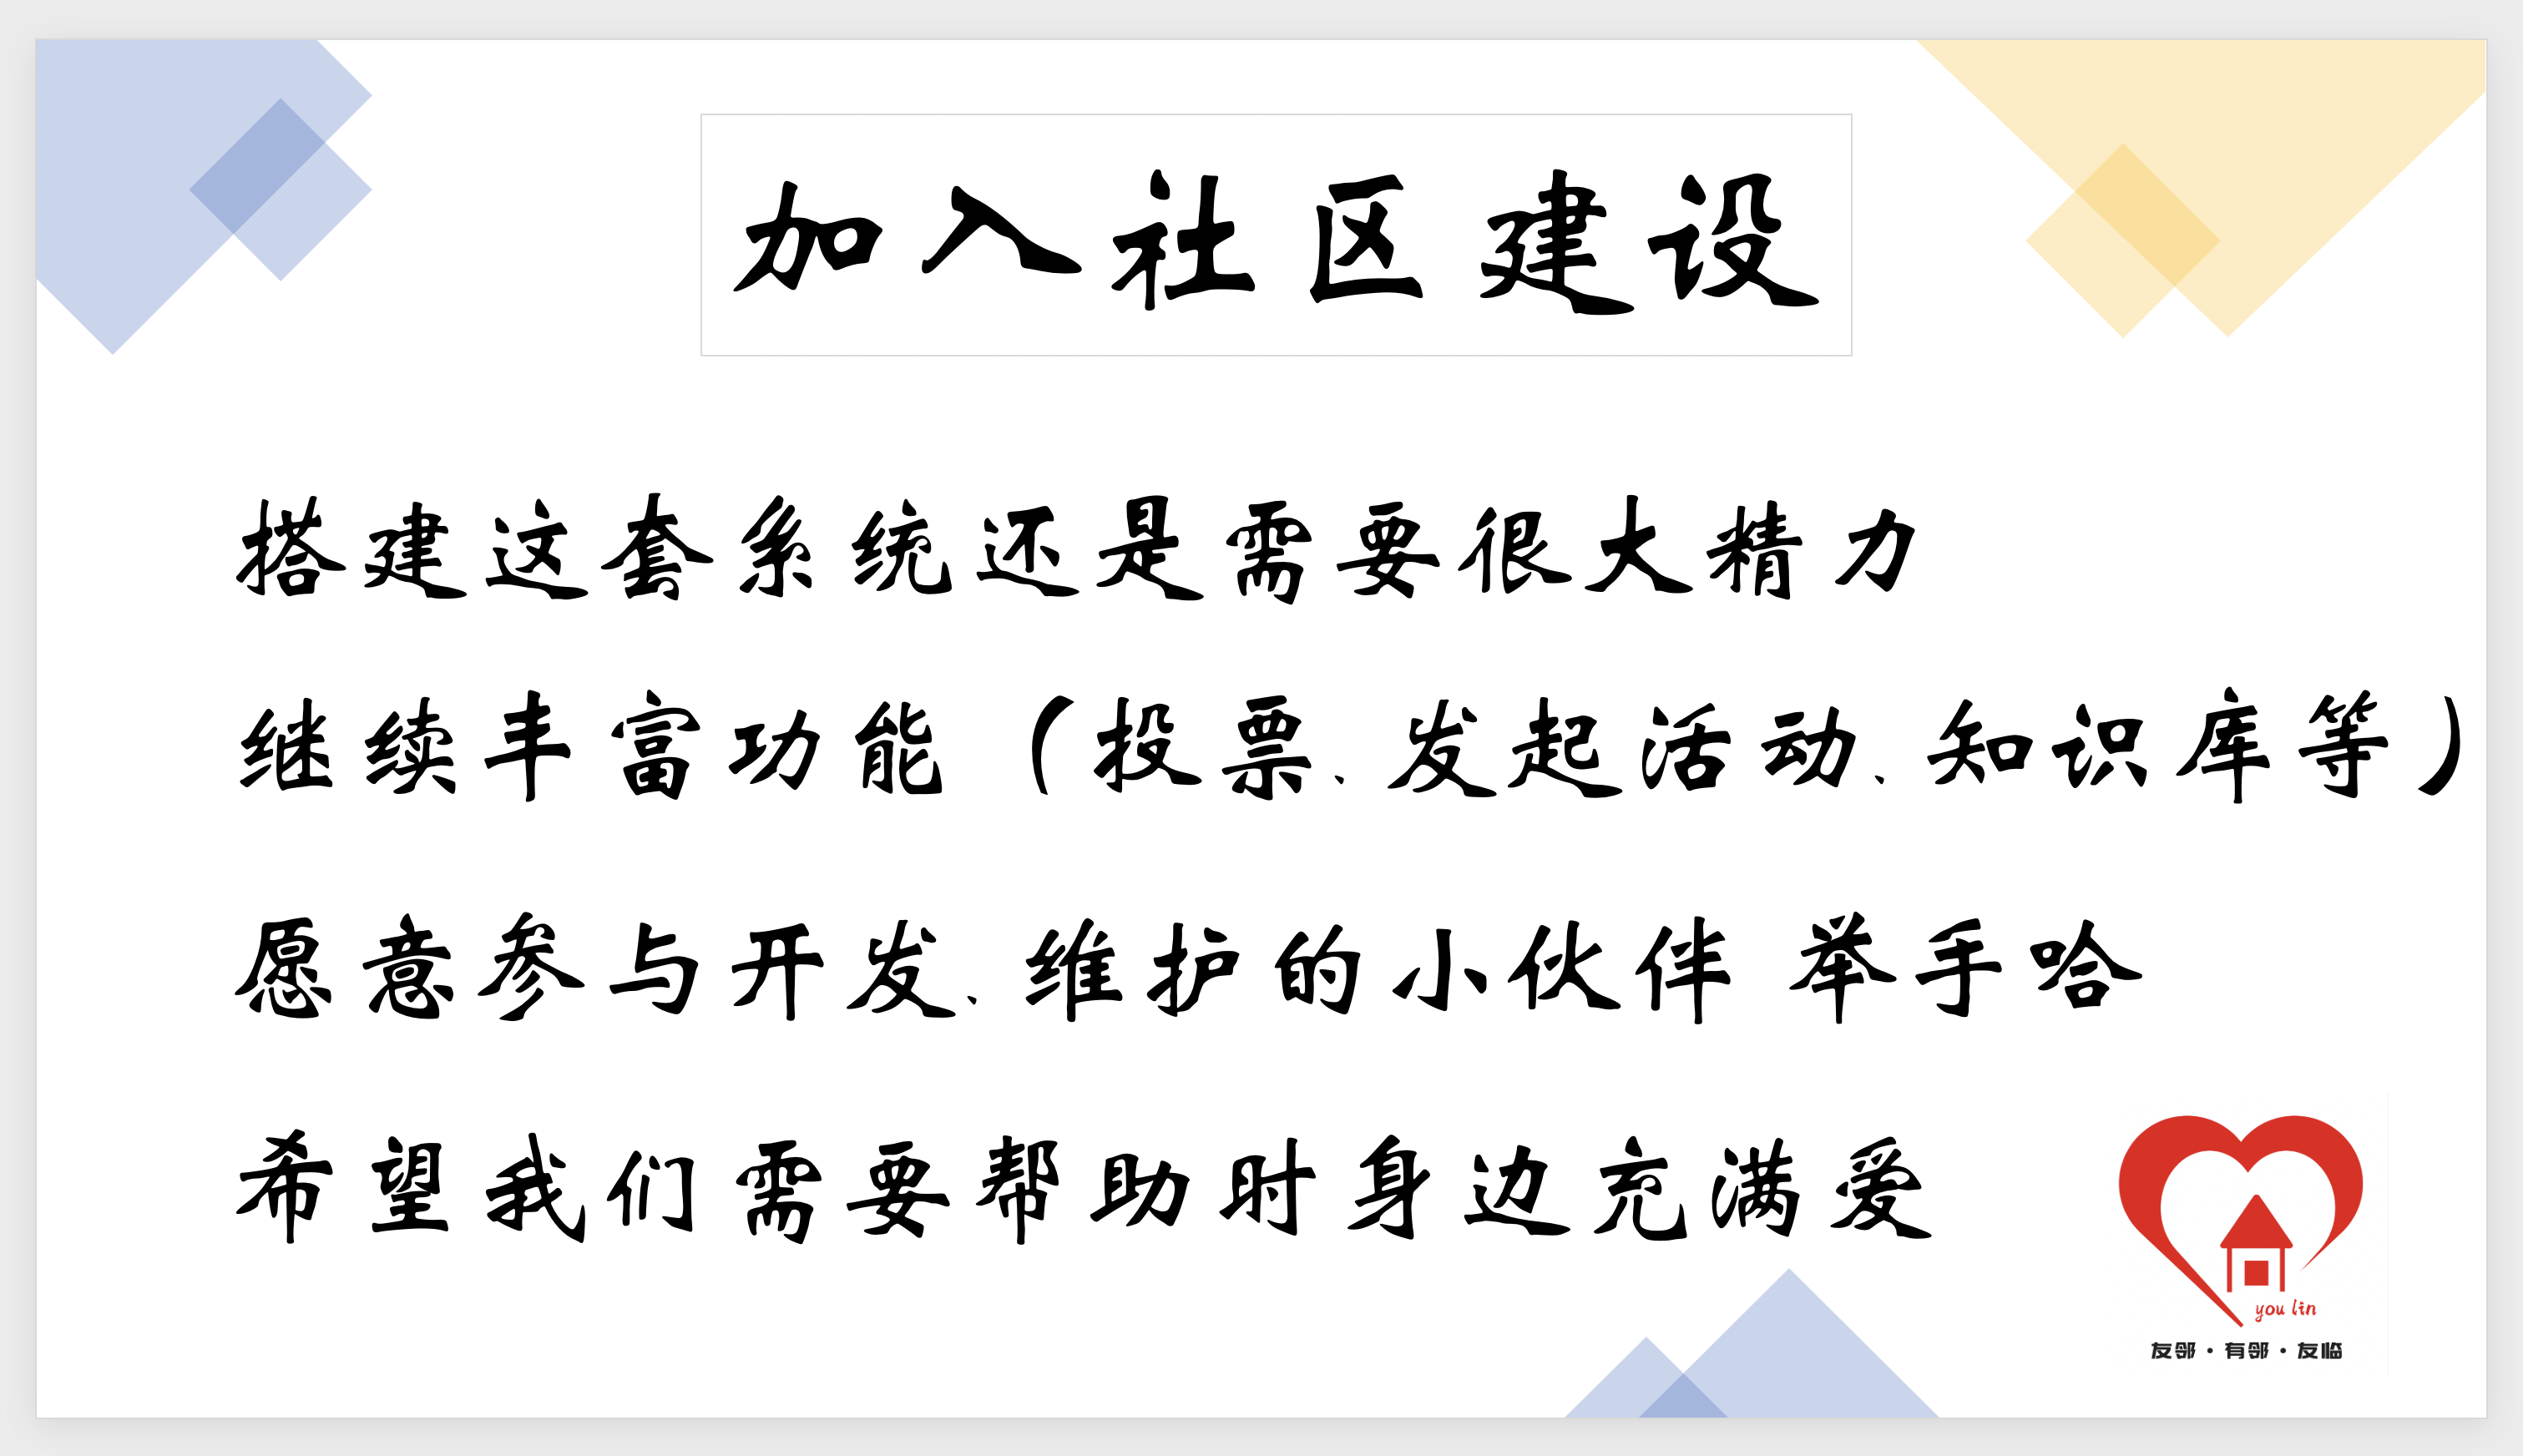 加入社区建设
搭建这套系统还是需要很大精力
继续丰富功能（投票、发起活动、知识库等）
愿意参与开发、维护的小伙伴 举手哈
希望我们需要帮助时身边充满爱
you lin
友邻·有邻·友临